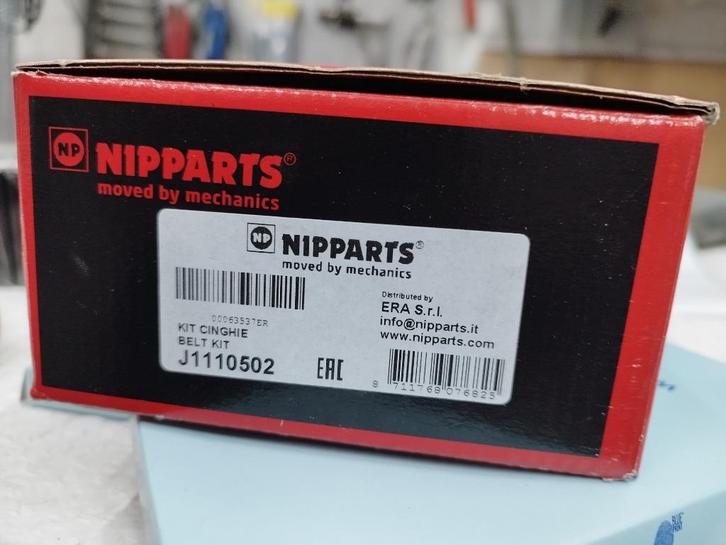 NP NIPPARTS®
moved by mechanics
NP NIPPARTS®
moved by mechanics
00063537ER
KIT CINGHIE
BELT KIT
J1110502
EAC
Distributed by
ERA S.r.l.
info@nipparts.it
www.nipparts.com
8 711768 076825